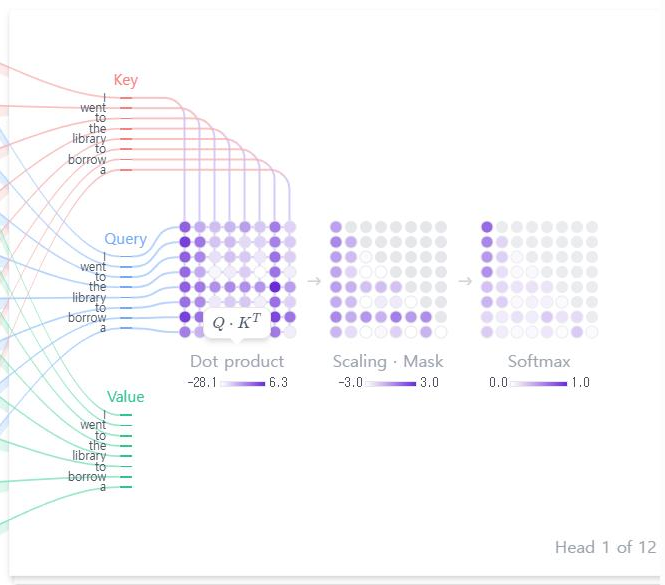 Key
I
went
to
the
library
to
borrow
a
Query
I
went
to
the
library
to
borrow
a
Q · K^T
→
→
Dot product
Scaling · Mask
Softmax
-28.1 6.3
-3.0 3.0
0.0 1.0
Value
I
went
to
the
library
to
borrow
a
Head 1 of 12